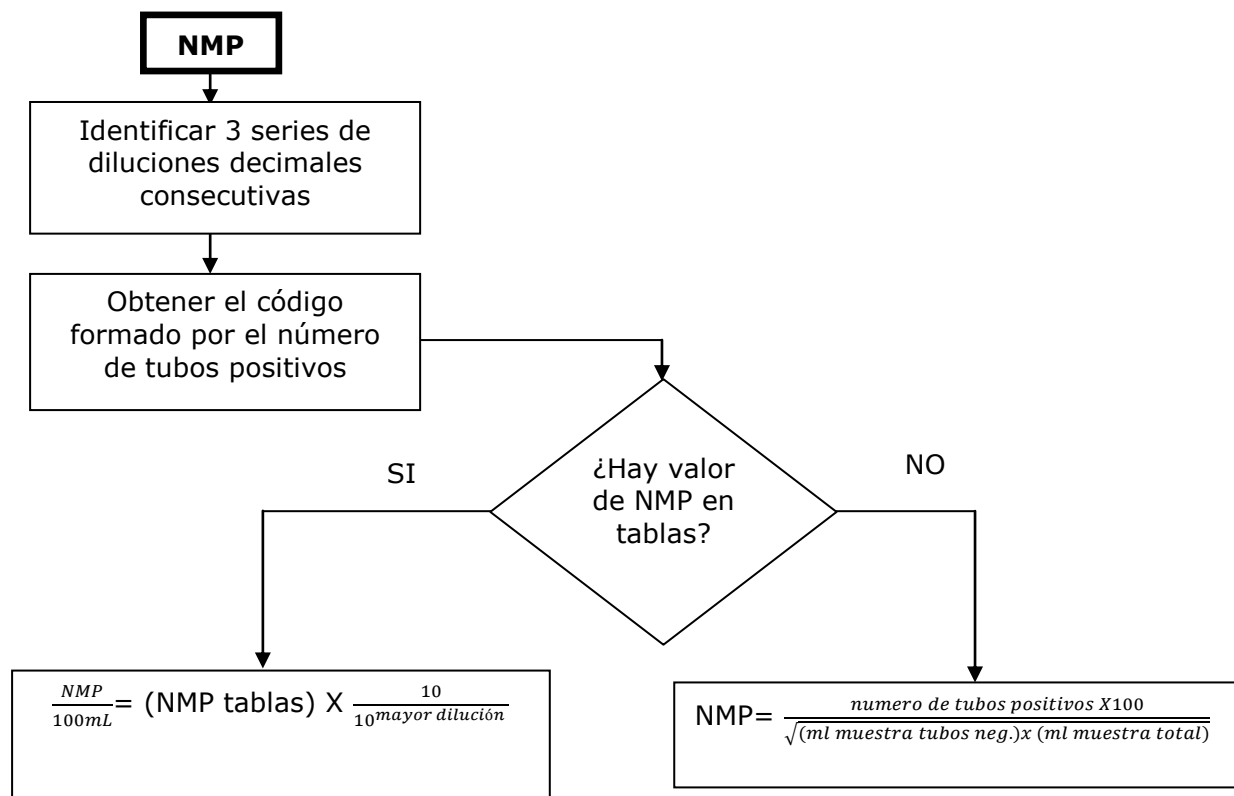 NMP
Identificar 3 series de
diluciones decimales
consecutivas
Obtener el código
formado por el número
de tubos positivos
¿Hay valor
de NMP en
tablas?
SI
NO
NMP/100mL = (NMP tablas) X 10/10^mayor dilución
NMP= numero de tubos positivos X100/√(ml muestra tubos neg.)x (ml muestra total)